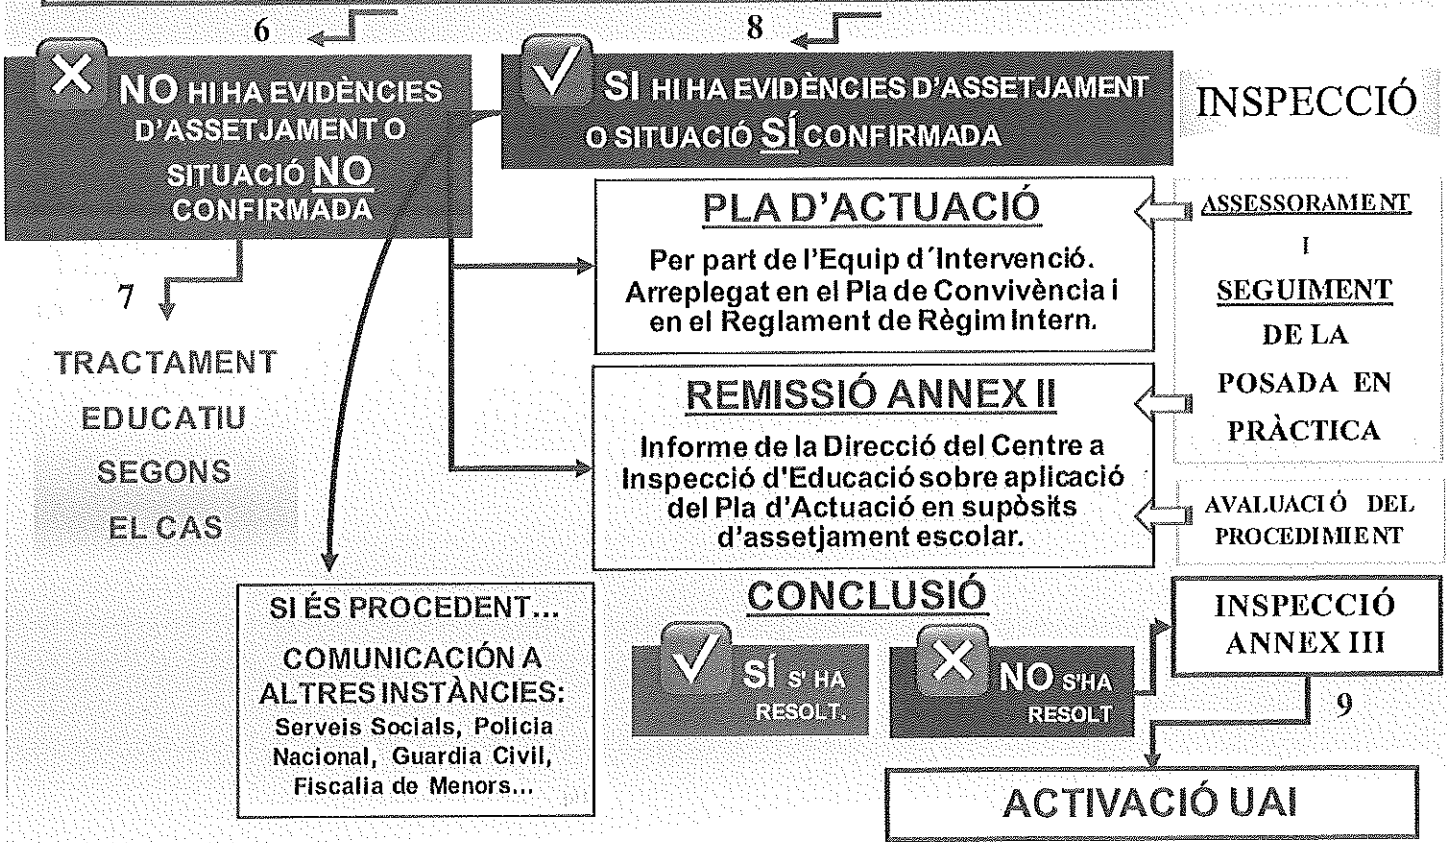 6
8
NO HI HA EVIDÈNCIES
D'ASSETJAMENT O
SITUACIÓ NO
CONFIRMADA
SI HI HA EVIDÈNCIES D'ASSETJAMENT
O SITUACIÓ SÍ CONFIRMADA
INSPECCIÓ
PLA D'ACTUACIÓ
Per part de l'Equip d´Intervenció.
Arreplegat en el Pla de Convivència i
en el Reglament de Règim Intern.
ASSESSORAMENT
I
SEGUIMENT
DE LA
POSADA EN
PRÀCTICA
7
TRACTAMENT
EDUCATIU
SEGONS
EL CAS
REMISSIÓ ANNEX II
Informe de la Direcció del Centre a
Inspecció d'Educació sobre aplicació
del Pla d'Actuació en supòsits
d'assetjament escolar.
AVALUACIÓ DEL
PROCEDIMIENT
SI ÉS PROCEDENT...
COMUNICACIÓN A
ALTRES INSTÀNCIES:
Serveis Socials, Policia
Nacional, Guardia Civil,
Fiscalia de Menors...
CONCLUSIÓ
SÍ S' HA
RESOLT.
NO S'HA
RESOLT
INSPECCIÓ
ANNEX III
9
ACTIVACIÓ UAI